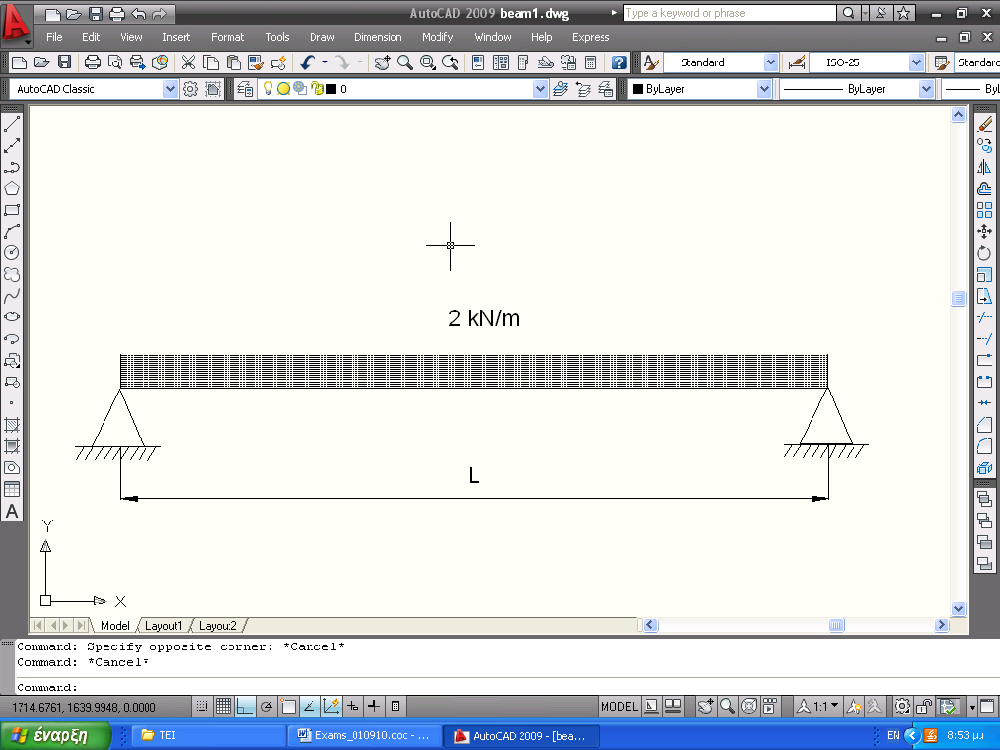 AutoCAD 2009 beam1.dwg
Type a keyword or phrase
File Edit View Insert Format Tools Draw Dimension Modify Window Help Express
Standard ISO-25 Standard
AutoCAD Classic 0 ByLayer ByLayer ByL
2 kN/m
L
Y
X
A
Model Layout1 Layout2
Command: Specify opposite corner: *Cancel*
Command: *Cancel*
Command:
1714.6761, 1639.9948, 0.0000 MODEL 1:1
έναρξη TEI Exams_010910.doc - ... AutoCAD 2009 - [bea... EN 8:53 μμ